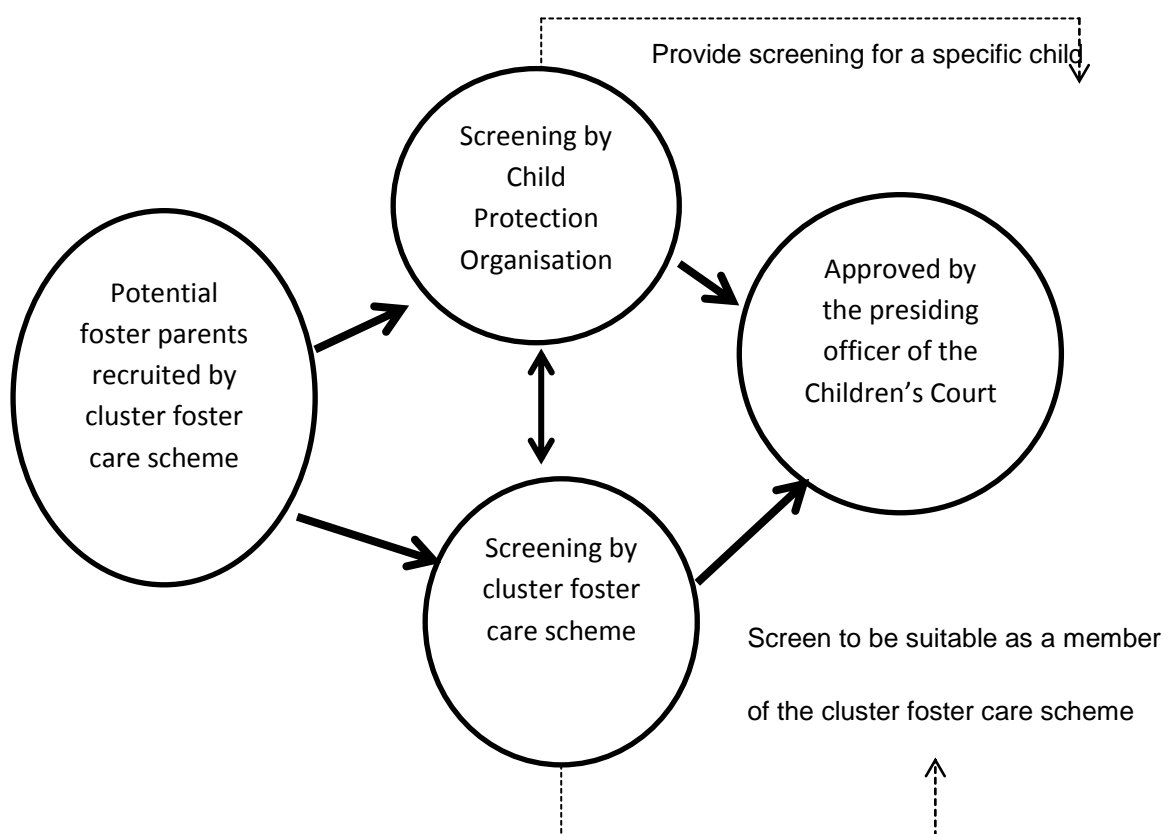 Provide screening for a specific child
Screening by
Child
Protection
Organisation
Potential
foster parents
recruited by
cluster foster
care scheme
Approved by
the presiding
officer of the
Children's Court
Screening by
cluster foster
care scheme
Screen to be suitable as a member
of the cluster foster care scheme